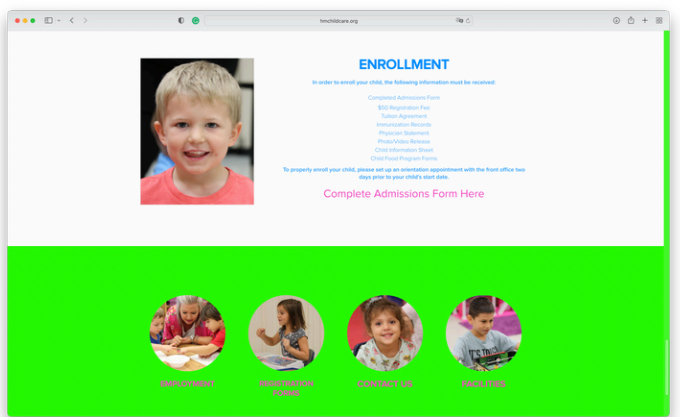 hmchildcare.org
ENROLLMENT
In order to enroll your child, the following information must be received:
Completed Admissions Form
$50 Registration Fee
Tuition Agreement
Immunization Records
Physician Statement
Photo/Video Release
Child Information Sheet
Child Food Program Forms
To properly enroll your child, please set up an orientation appointment with the front office two
days prior to your child's start date.
Complete Admissions Form Here
EMPLOYMENT
REGISTRATION
FORMS
CONTACT US
FACILITIES